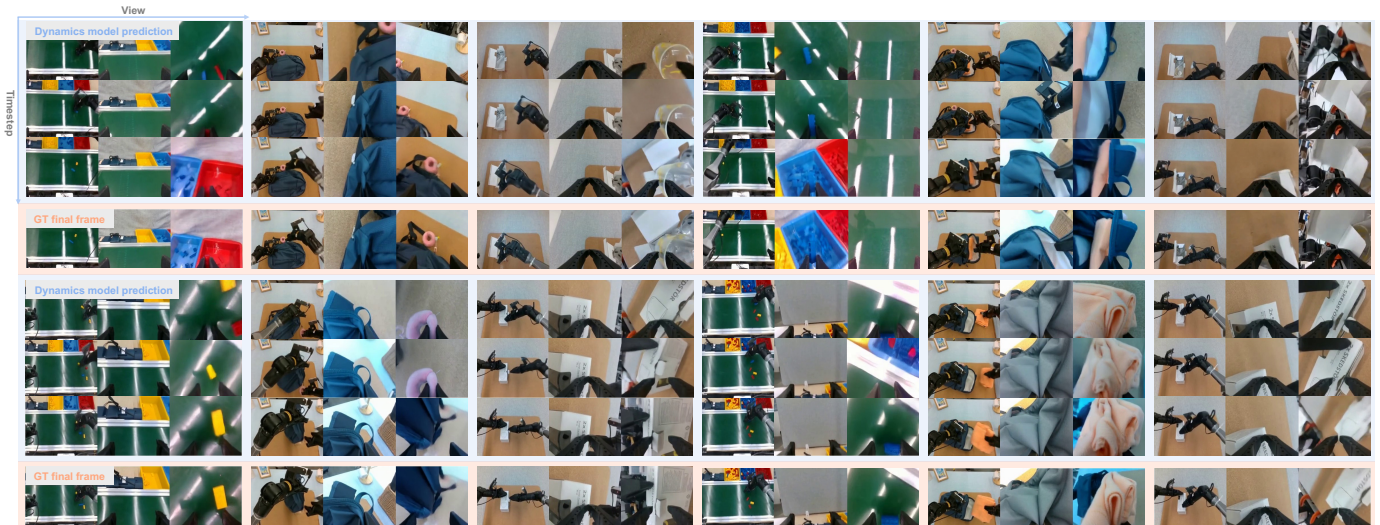 View
Timestep
Dynamics model prediction
GT final frame
Dynamics model prediction
GT final frame